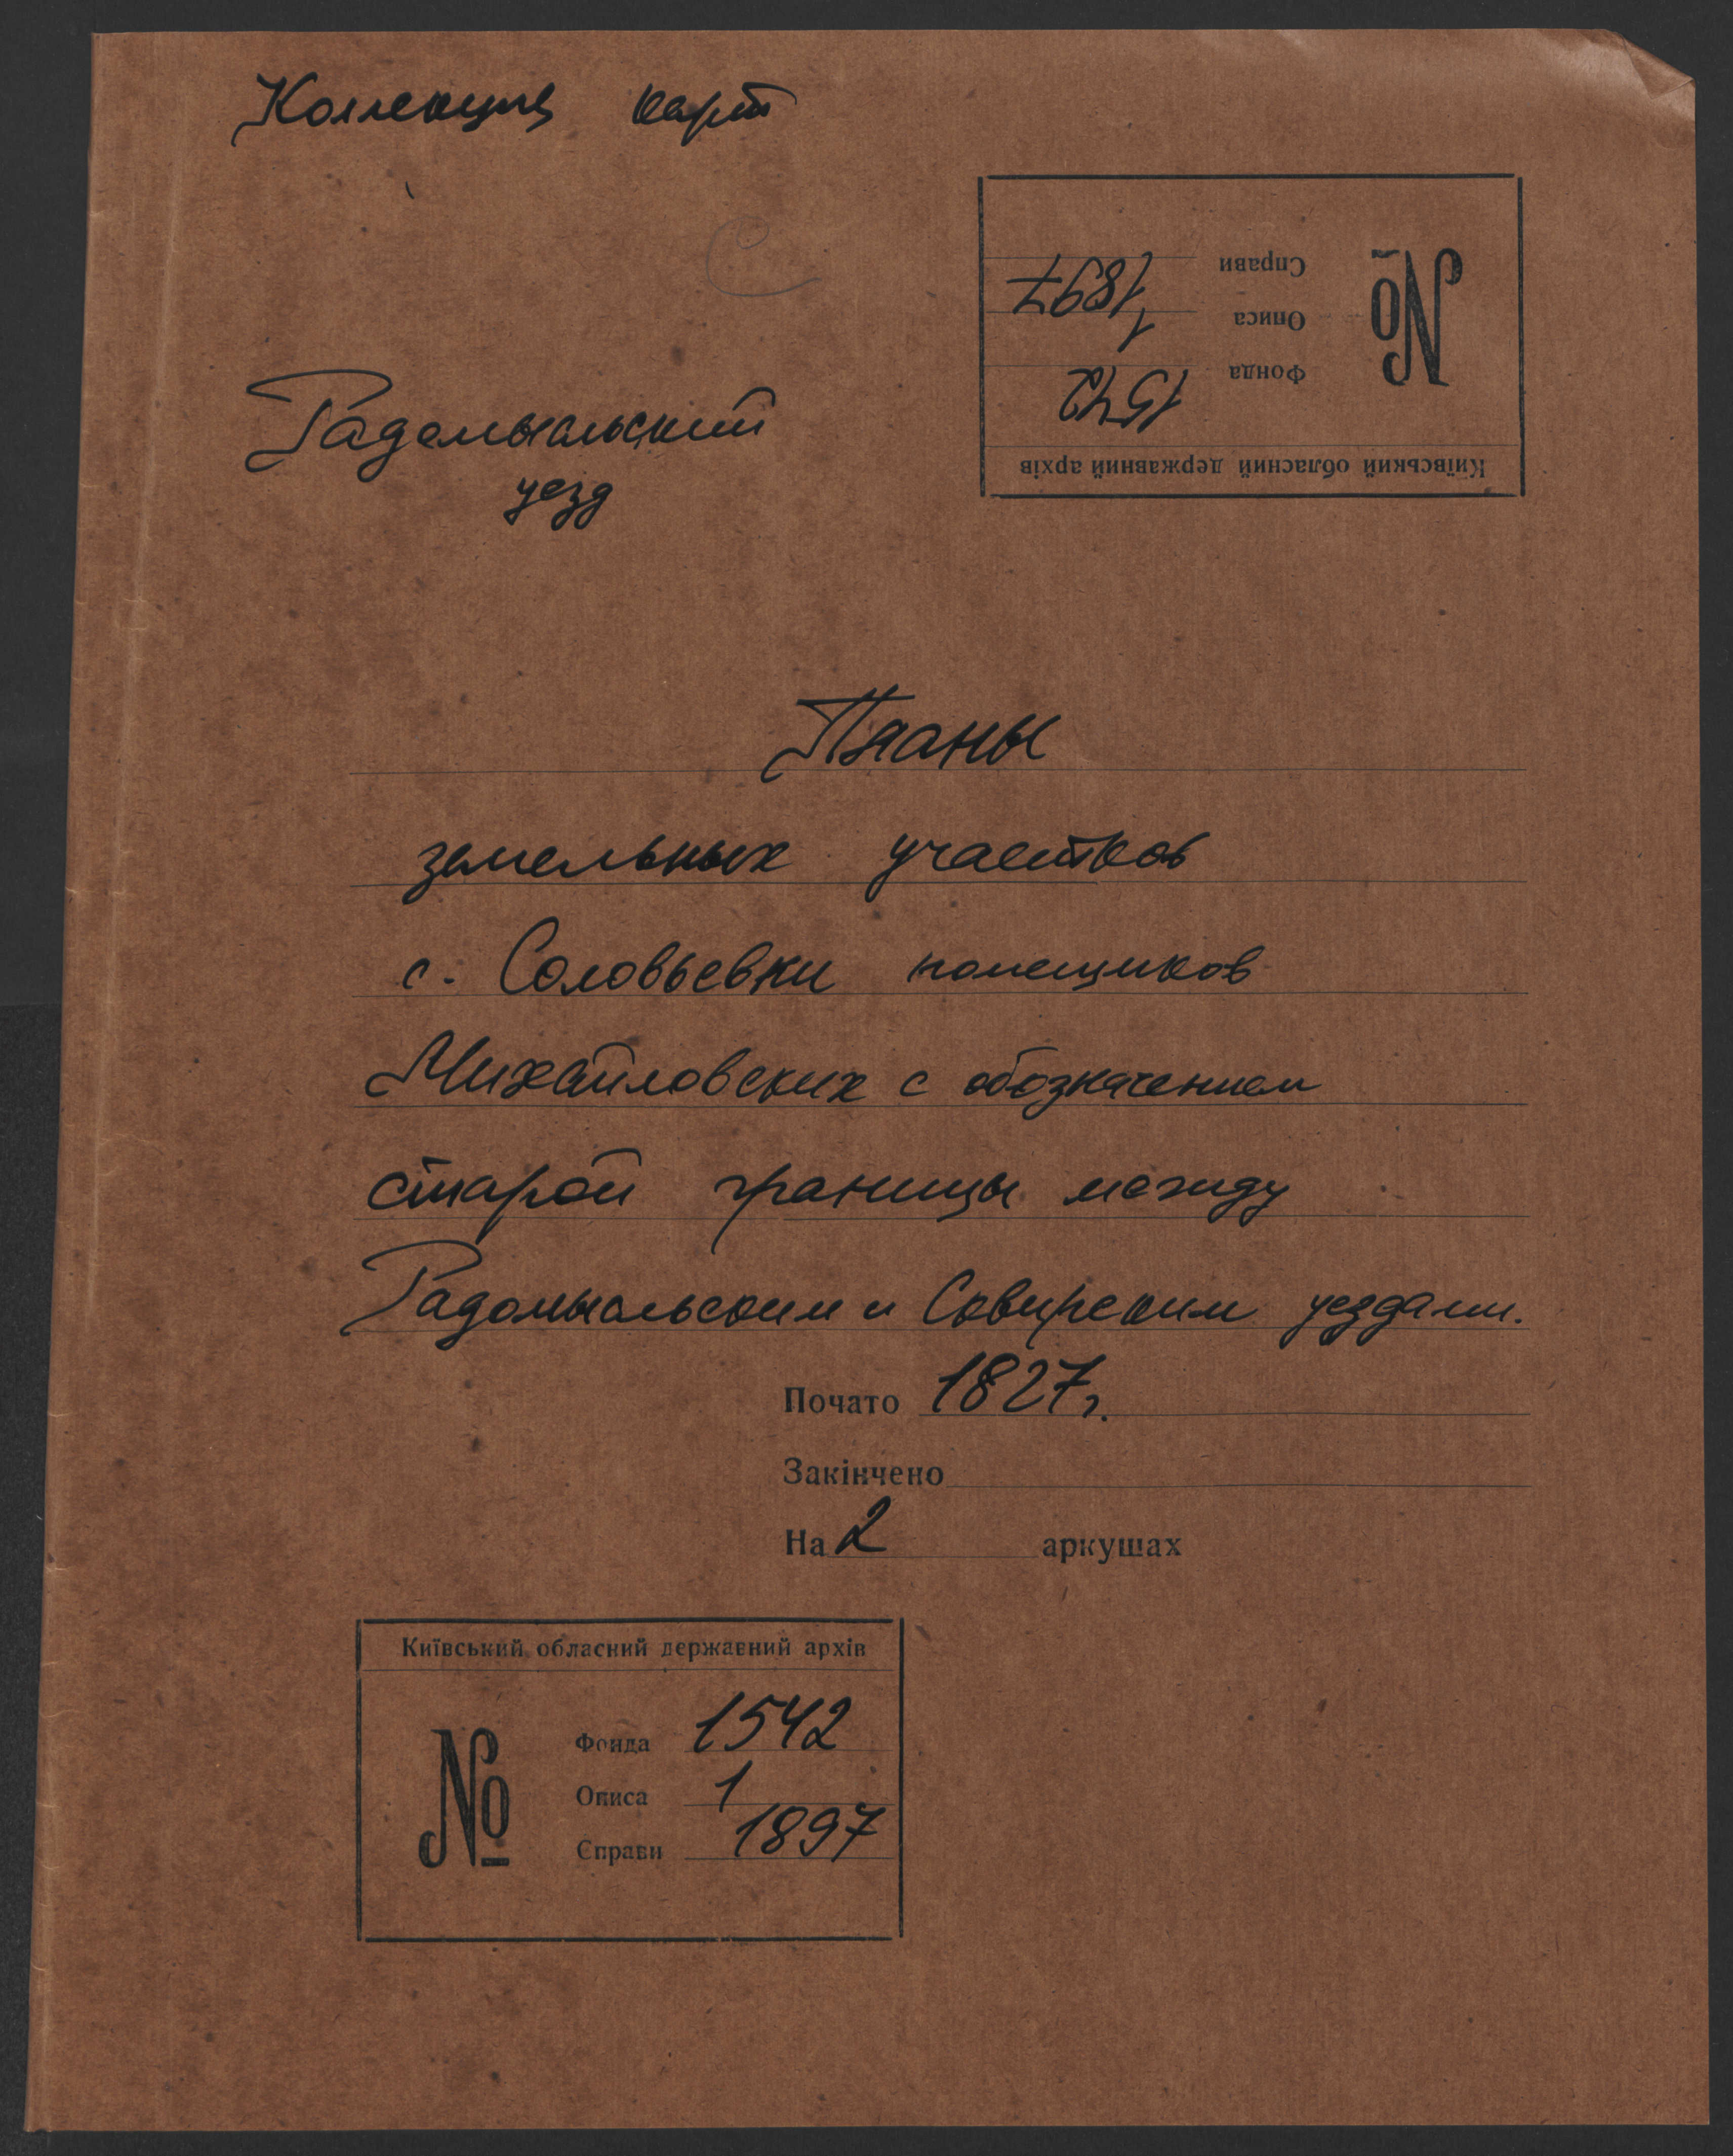 Коллекция карт
Київський обласний державний архів
№
Фонда 1542
Описа 1
Справи 1897
Радомысльский
уезд
Планы
земельных участков
с. Соловьевки помещиков
Михайловских с обозначением
старой границы между
Радомысльским и Сквирским уездами.
Почато 1827 г.
Закінчено
На 2 аркушах
Київський обласний державний архів
№
Фонда 1542
Описа 1
Справи 1897